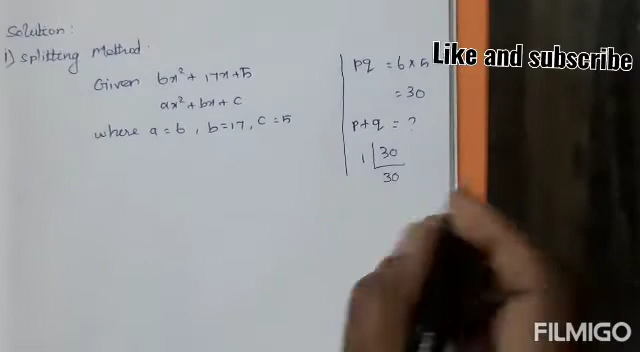 Solution:
i) Splitting Method.
Given 6x² + 17x + 5
ax² + bx + c
where a = 6, b = 17, c = 5
pq = 6 × 5
= 30
p+q = ?
1 | 30
30
Like and subscribe
FILMIGO